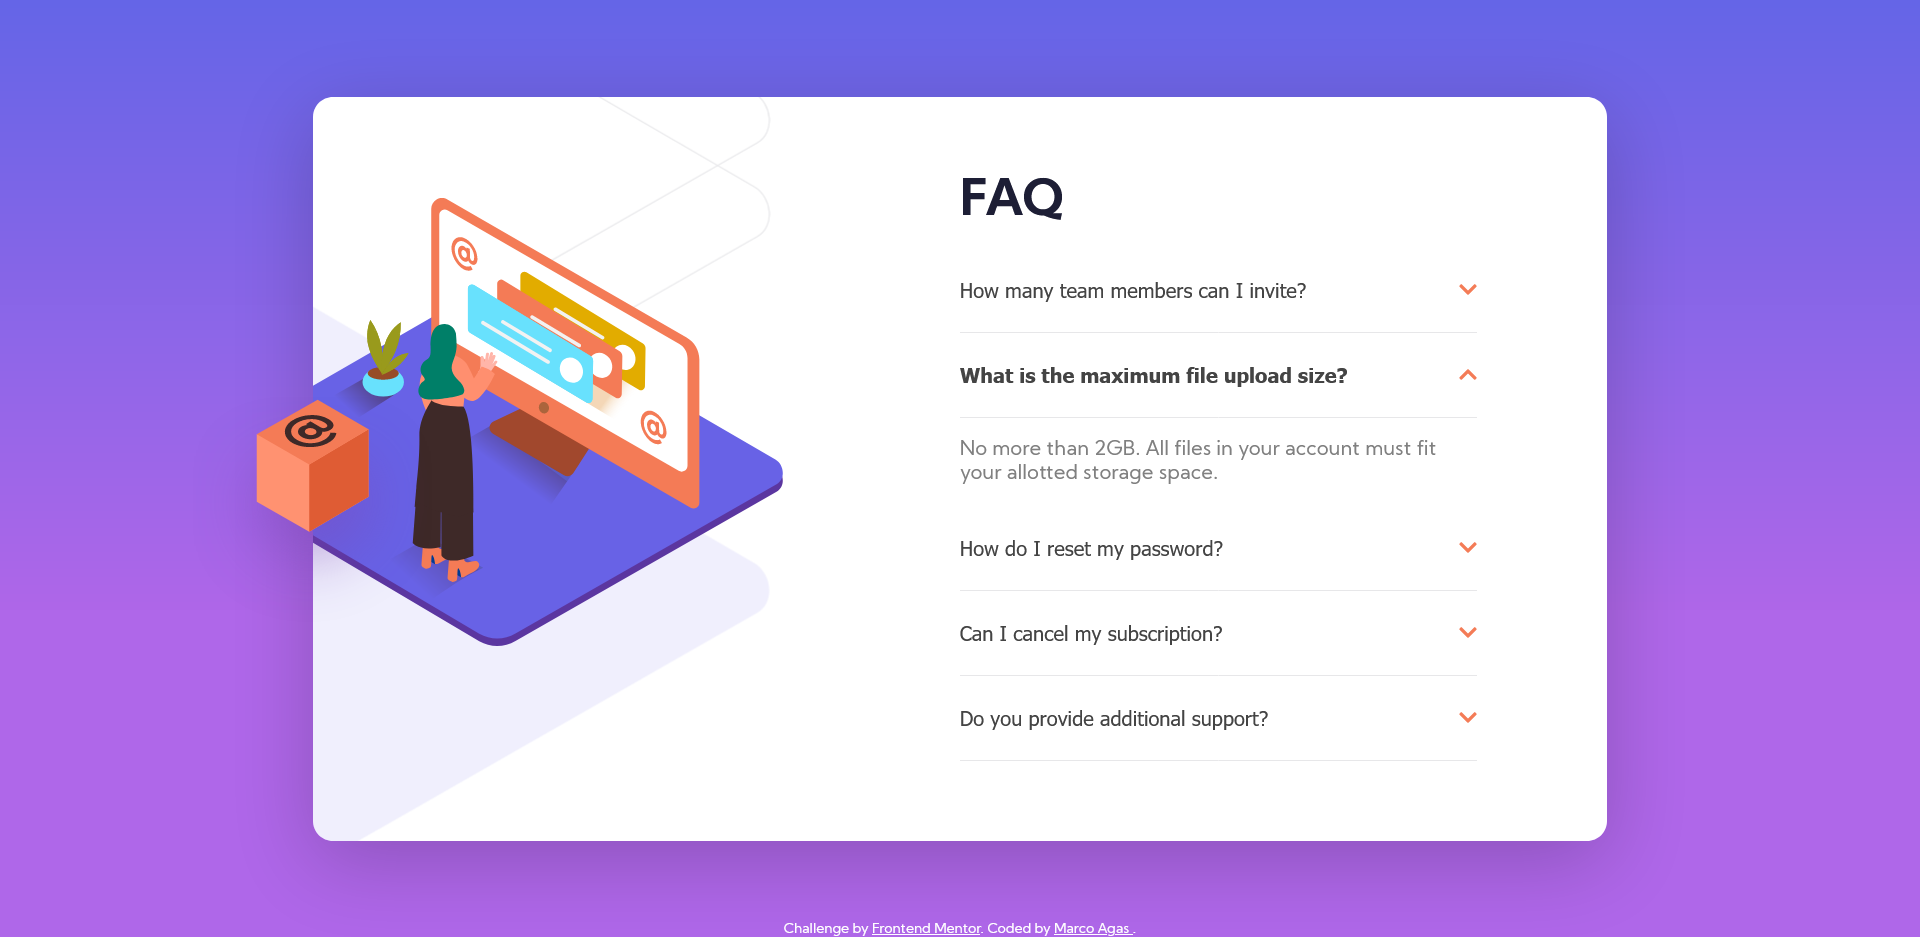 FAQ
How many team members can I invite?
What is the maximum file upload size?
No more than 2GB. All files in your account must fit
your allotted storage space.
How do I reset my password?
Can I cancel my subscription?
Do you provide additional support?
@
@
@
Challenge by Frontend Mentor. Coded by Marco Agas .